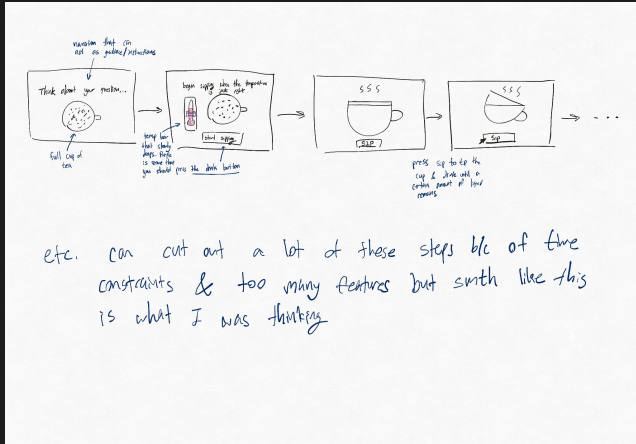 narration that can
act as guidance/instructions
Think about your question...
full cup of
tea
begin sipping when the temperature
is just right
start sipping
temp bar
that slowly
drops. Purple
is zone that
you should press the drink button
SIP
Sip
press sip to tip the
cup & drink until a
certain amount of liquid
remains
etc. can cut out a lot of these steps b/c of time
constraints & too many features but smth like this
is what I was thinking